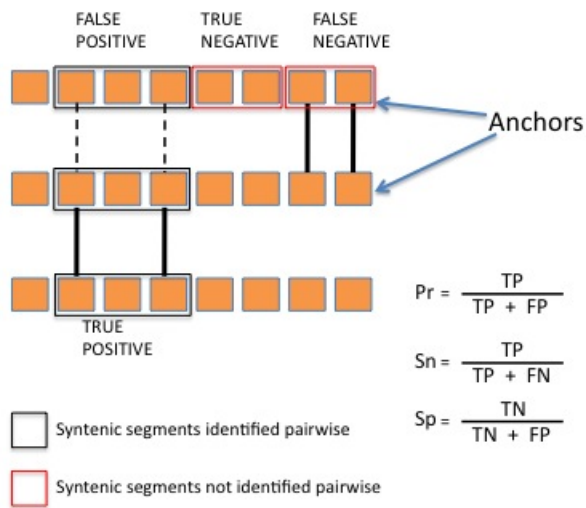 FALSE
POSITIVE
TRUE
NEGATIVE
FALSE
NEGATIVE
Anchors
TRUE
POSITIVE
Pr = TP
TP + FP
Sn = TP
TP + FN
Sp = TN
TN + FP
Syntenic segments identified pairwise
Syntenic segments not identified pairwise